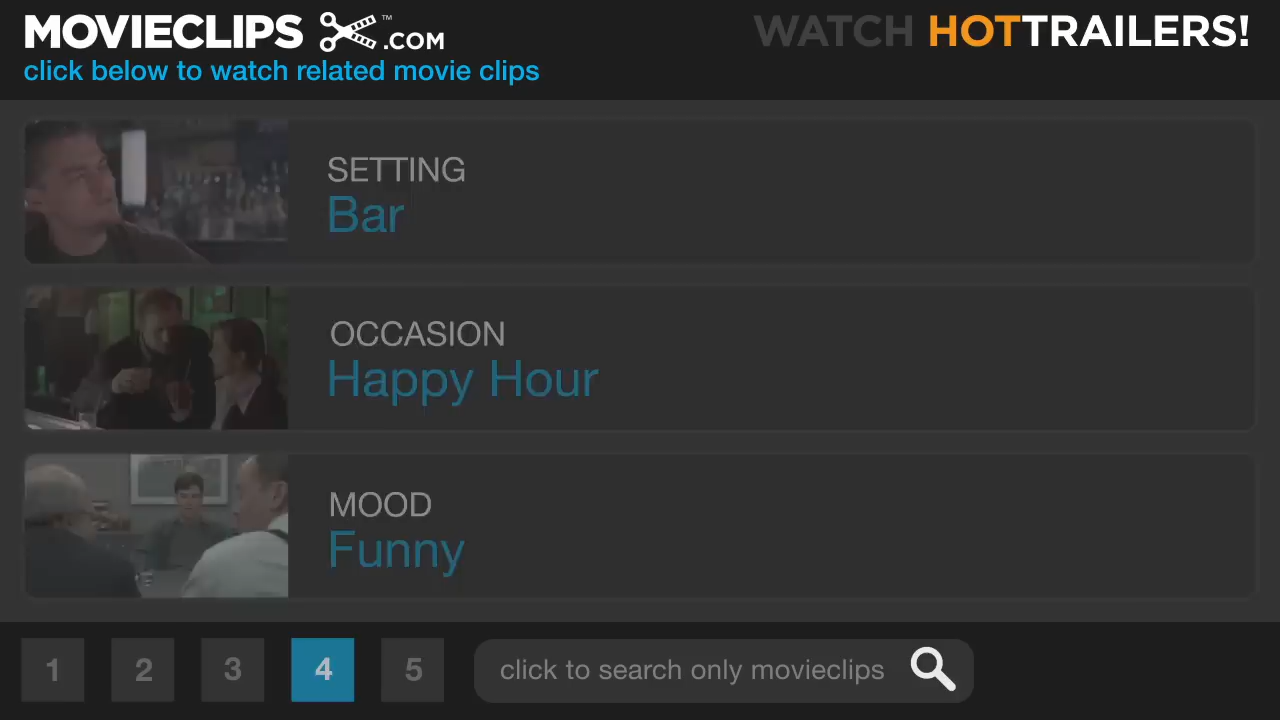 MOVIECLIPS ™.COM
WATCH HOTTRAILERS!
click below to watch related movie clips
SETTING
Bar
OCCASION
Happy Hour
MOOD
Funny
1 2 3 4 5 click to search only movieclips